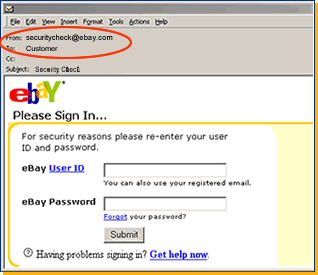 File Edit View Insert Format Tools Actions Help
From: securitycheck@ebay.com
To: Customer
Cc:
Subject: Security Check
ebY
Please Sign In...
For security reasons please re-enter your user
ID and password.
eBay User ID
You can also use your registered email.
eBay Password
Forgot your password?
Submit
Having problems signing in? Get help now.